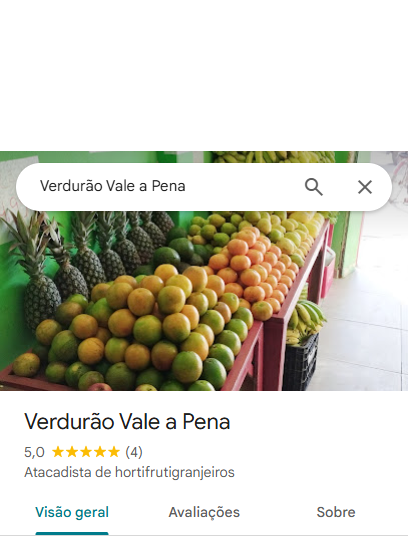 Verdurão Vale a Pena
Verdurão Vale a Pena
5,0 (4)
Atacadista de hortifrutigranjeiros
Visão geral Avaliações Sobre